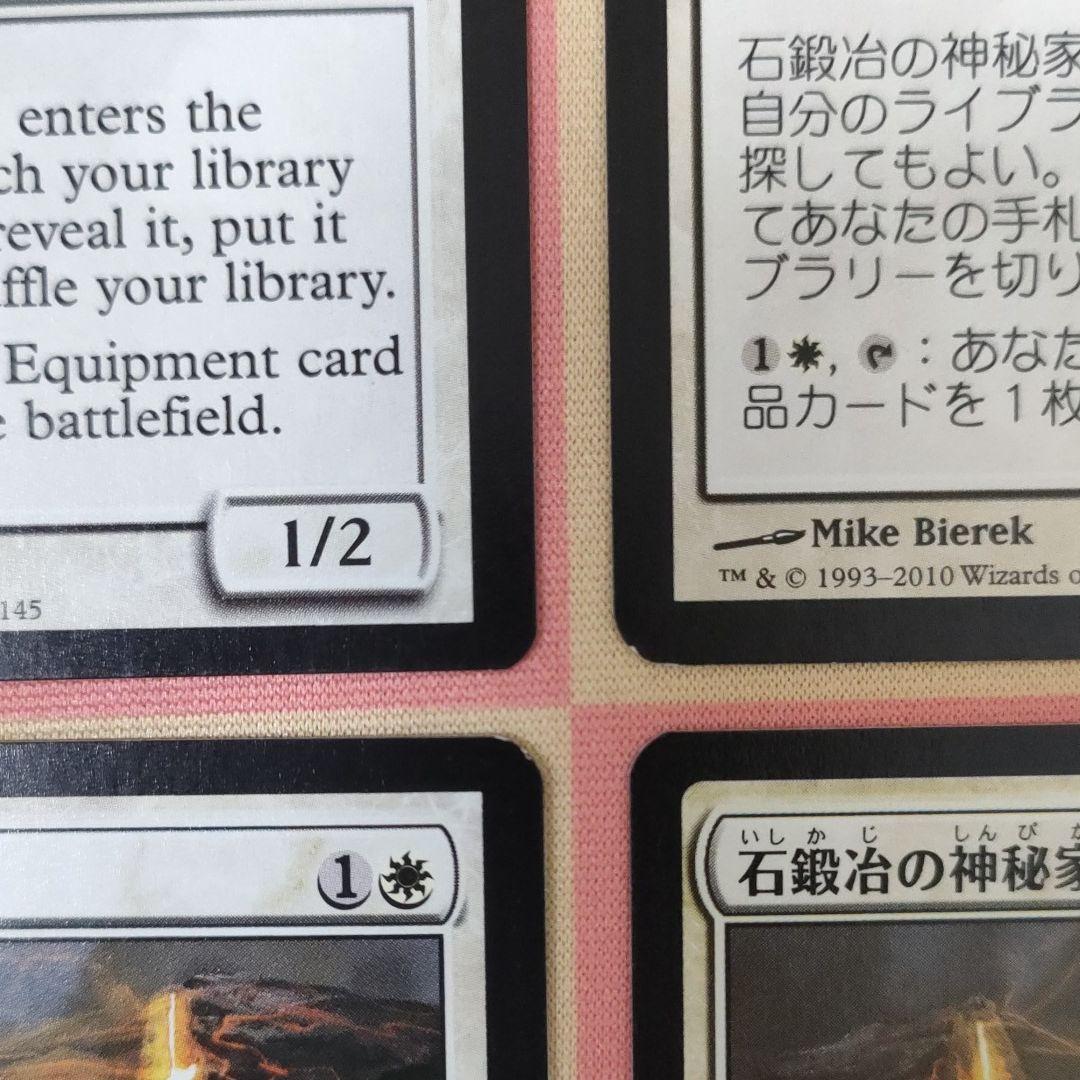 enters the
your library
reveal it, put it
your library.
Equipment card
battlefield.
1/2
145
石鍛冶の神秘家
自分のライブラ
探してもよい。
てあなたの手札
ブラリーを切り
1 , : あなた
品カードを1枚
Mike Bierek
™ & © 1993–2010 Wizards
1
いしかじ しんぴ
石鍛冶の神秘家